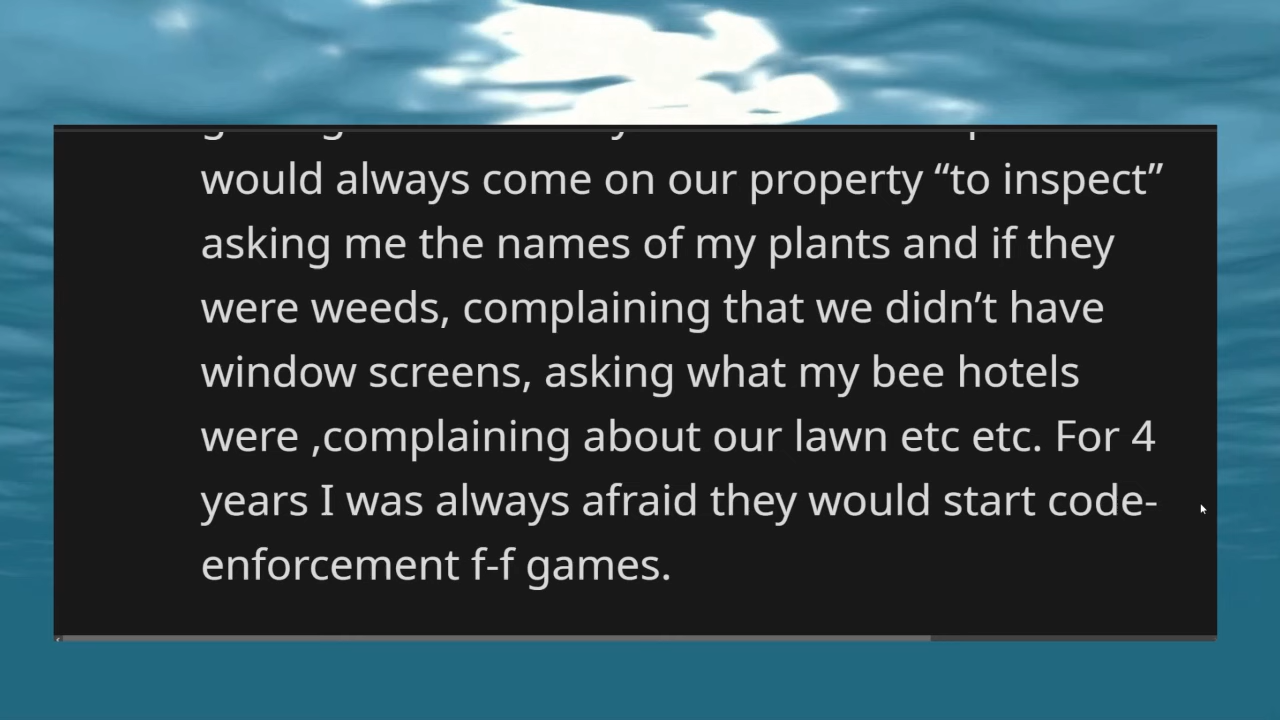 would always come on our property “to inspect”
asking me the names of my plants and if they
were weeds, complaining that we didn’t have
window screens, asking what my bee hotels
were ,complaining about our lawn etc etc. For 4
years I was always afraid they would start code-
enforcement f-f games.